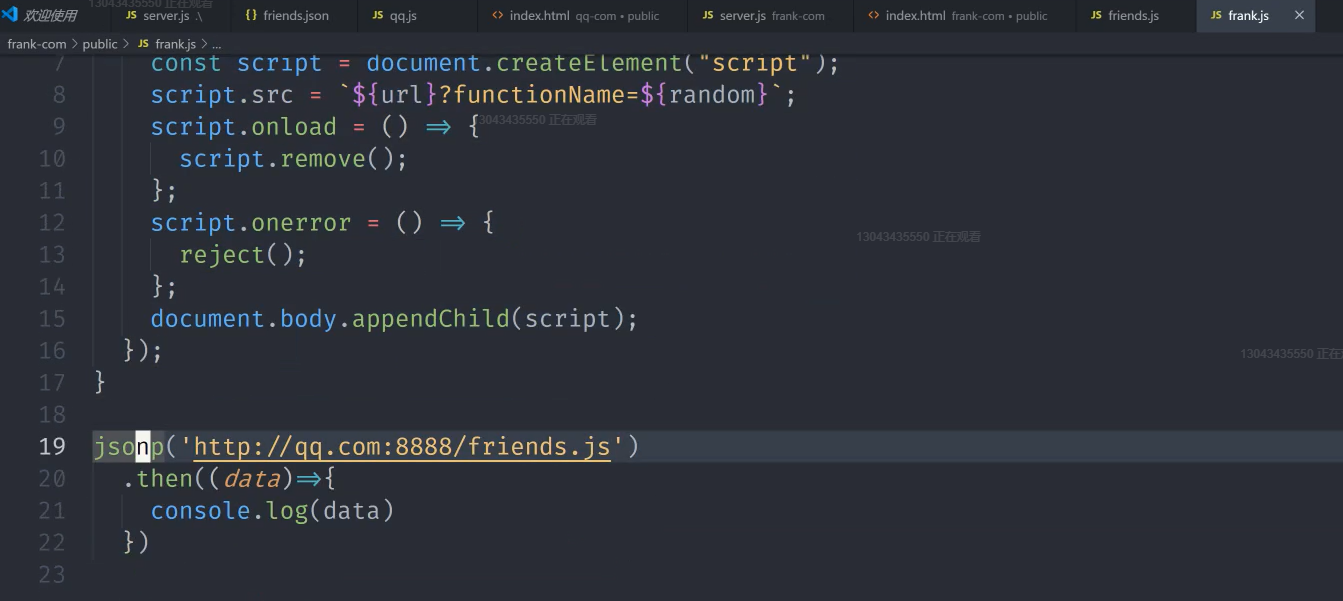 13043435550 正在观看
欢迎使用 JS server.js .\ {} friends.json JS qq.js <> index.html qq-com • public JS server.js frank-com <> index.html frank-com • public JS friends.js JS frank.js ×
frank-com > public > JS frank.js > ...
7 const script = document.createElement("script");
8 script.src = `${url}?functionName=${random}`;
9 script.onload = () => {
3043435550 正在观看
10 script.remove();
11 };
12 script.onerror = () => {
13043435550 正在观看
13 reject();
14 };
15 document.body.appendChild(script);
16 });
13043435550 正在
17 }
18
19 jsonp('http://qq.com:8888/friends.js')
20 .then((data)=>{
21 console.log(data)
22 })
23